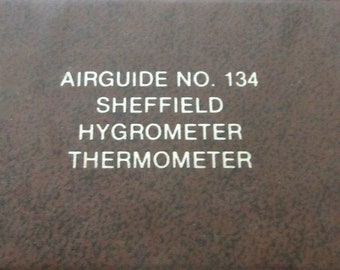 AIRGUIDE NO. 134
SHEFFIELD
HYGROMETER
THERMOMETER